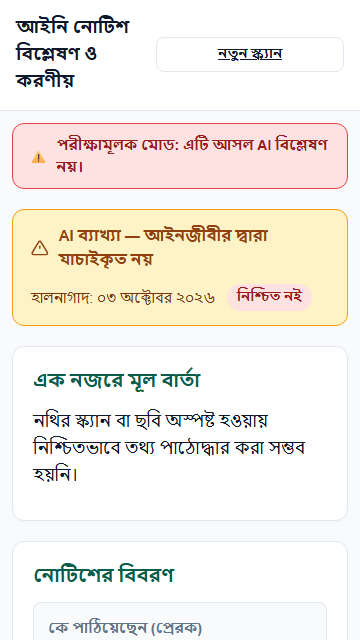 আইনি নোটিশ
বিশ্লেষণ ও
করণীয়
নতুন স্ক্যান
পরীক্ষামূলক মোড: এটি আসল AI বিশ্লেষণ
নয়।
AI ব্যাখ্যা — আইনজীবীর দ্বারা
যাচাইকৃত নয়
হালনাগাদ: ০৩ অক্টোবর ২০২৬
নিশ্চিত নই
এক নজরে মূল বার্তা
নথির স্ক্যান বা ছবি অস্পষ্ট হওয়ায়
নিশ্চিতভাবে তথ্য পাঠোদ্ধার করা সম্ভব
হয়নি।
নোটিশের বিবরণ
কে পাঠিয়েছেন (প্রেরক)